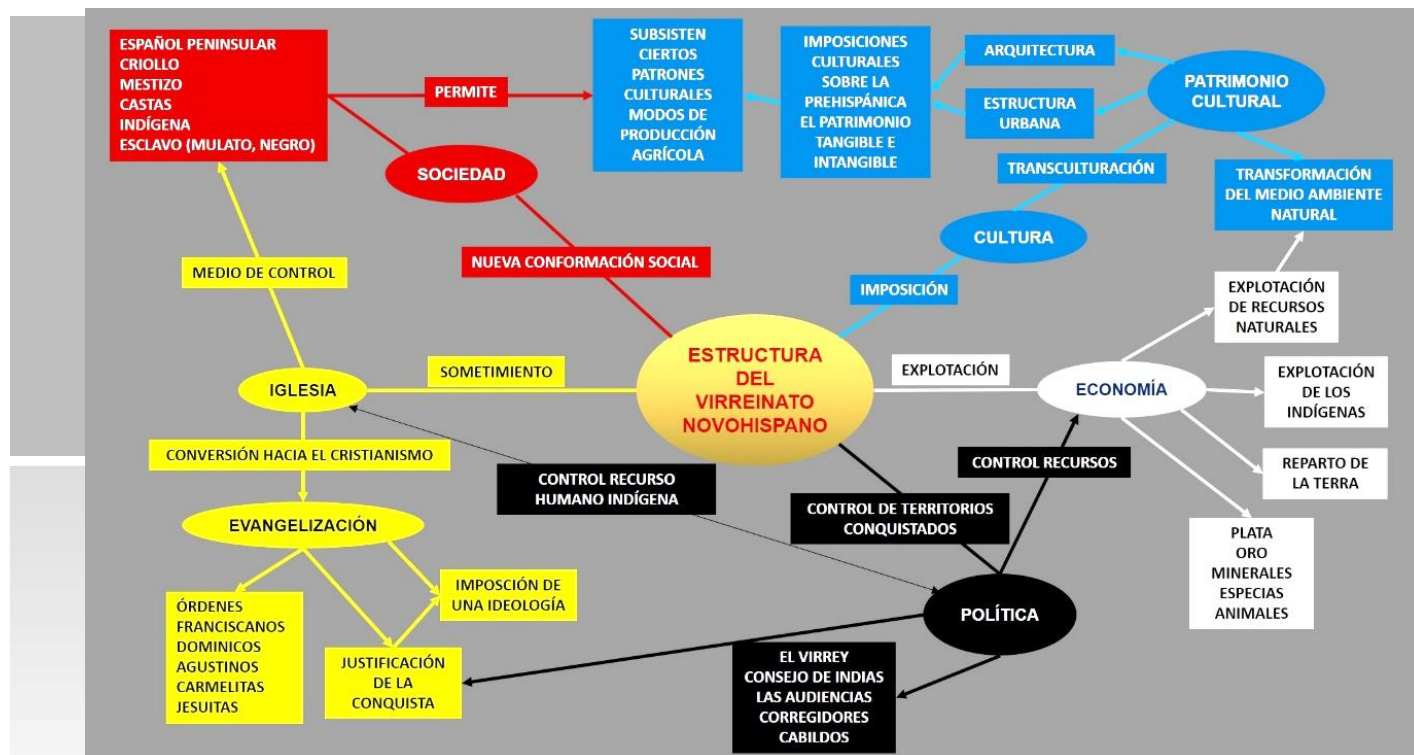 ESPAÑOL PENINSULAR
CRIOLLO
MESTIZO
CASTAS
INDÍGENA
ESCLAVO (MULATO, NEGRO)
PERMITE
SUBSISTEN
CIERTOS
PATRONES
CULTURALES
MODOS DE
PRODUCCIÓN
AGRÍCOLA
IMPOSICIONES
CULTURALES
SOBRE LA
PREHISPÁNICA
EL PATRIMONIO
TANGIBLE E
INTANGIBLE
ARQUITECTURA
ESTRUCTURA
URBANA
PATRIMONIO
CULTURAL
SOCIEDAD
TRANSCULTURACIÓN
TRANSFORMACIÓN
DEL MEDIO AMBIENTE
NATURAL
CULTURA
NUEVA CONFORMACIÓN SOCIAL
MEDIO DE CONTROL
IMPOSICIÓN
EXPLOTACIÓN
DE RECURSOS
NATURALES
ESTRUCTURA
DEL
VIRREINATO
NOVOHISPANO
SOMETIMIENTO
IGLESIA
EXPLOTACIÓN
ECONOMÍA
EXPLOTACIÓN
DE LOS
INDÍGENAS
CONVERSIÓN HACIA EL CRISTIANISMO
CONTROL RECURSO
HUMANO INDÍGENA
CONTROL RECURSOS
REPARTO DE
LA TERRA
EVANGELIZACIÓN
CONTROL DE TERRITORIOS
CONQUISTADOS
PLATA
ORO
MINERALES
ESPECIAS
ANIMALES
IMPOSCIÓN DE
UNA IDEOLOGÍA
ÓRDENES
FRANCISCANOS
DOMINICOS
AGUSTINOS
CARMELITAS
JESUITAS
POLÍTICA
JUSTIFICACIÓN
DE LA
CONQUISTA
EL VIRREY
CONSEJO DE INDIAS
LAS AUDIENCIAS
CORREGIDORES
CABILDOS